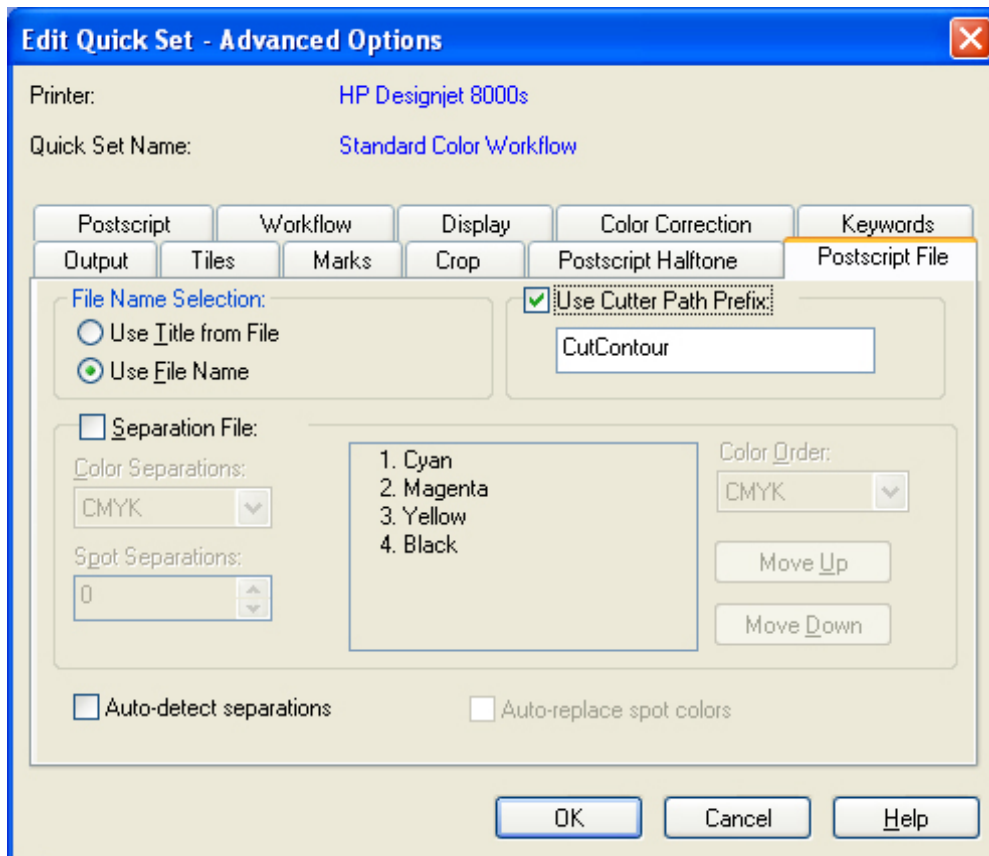 Edit Quick Set - Advanced Options
Printer: HP Designjet 8000s
Quick Set Name: Standard Color Workflow
Postscript Workflow Display Color Correction Keywords
Output Tiles Marks Crop Postscript Halftone Postscript File
File Name Selection:
Use Title from File
Use File Name
Use Cutter Path Prefix:
CutContour
Separation File:
Color Separations:
CMYK
Spot Separations:
0
1. Cyan
2. Magenta
3. Yellow
4. Black
Color Order:
CMYK
Move Up
Move Down
Auto-detect separations
Auto-replace spot colors
OK Cancel Help